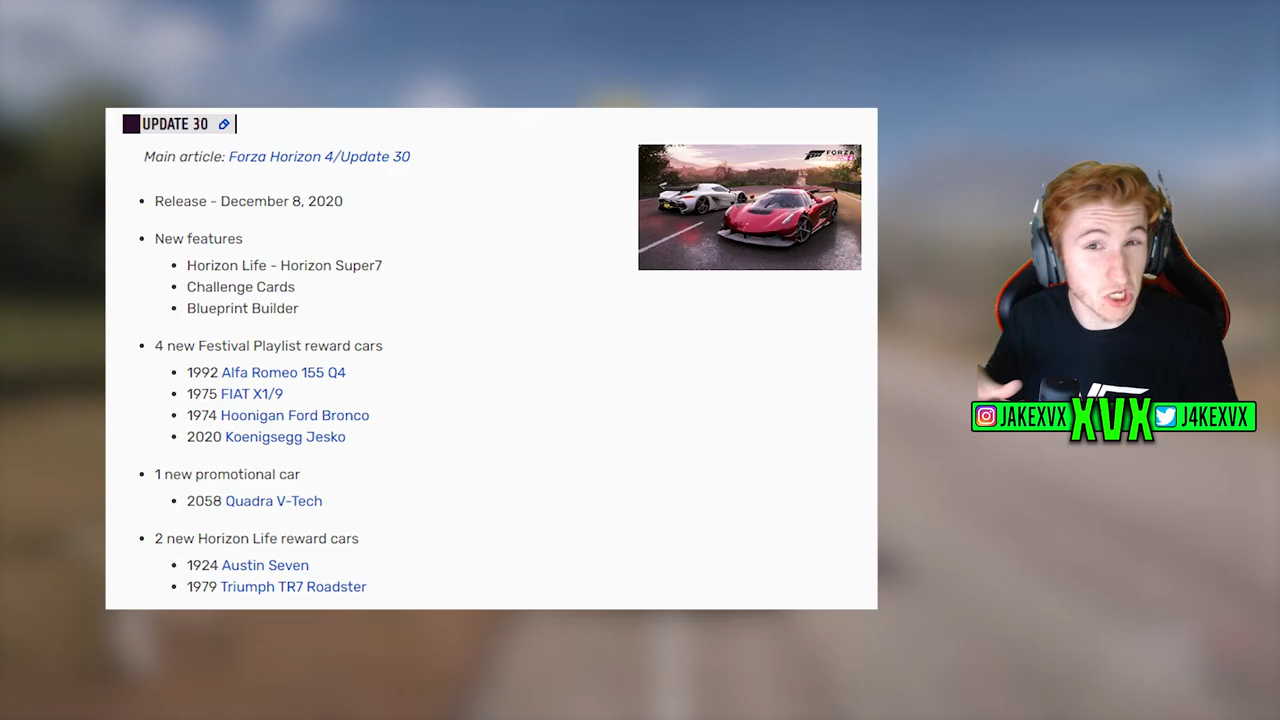 UPDATE 30
Main article: Forza Horizon 4/Update 30
• Release - December 8, 2020
• New features
• Horizon Life - Horizon Super7
• Challenge Cards
• Blueprint Builder
• 4 new Festival Playlist reward cars
• 1992 Alfa Romeo 155 Q4
• 1975 FIAT X1/9
• 1974 Hoonigan Ford Bronco
• 2020 Koenigsegg Jesko
• 1 new promotional car
• 2058 Quadra V-Tech
• 2 new Horizon Life reward cars
• 1924 Austin Seven
• 1979 Triumph TR7 Roadster
FORZA
JAKEXVX XVX J4KEXVX